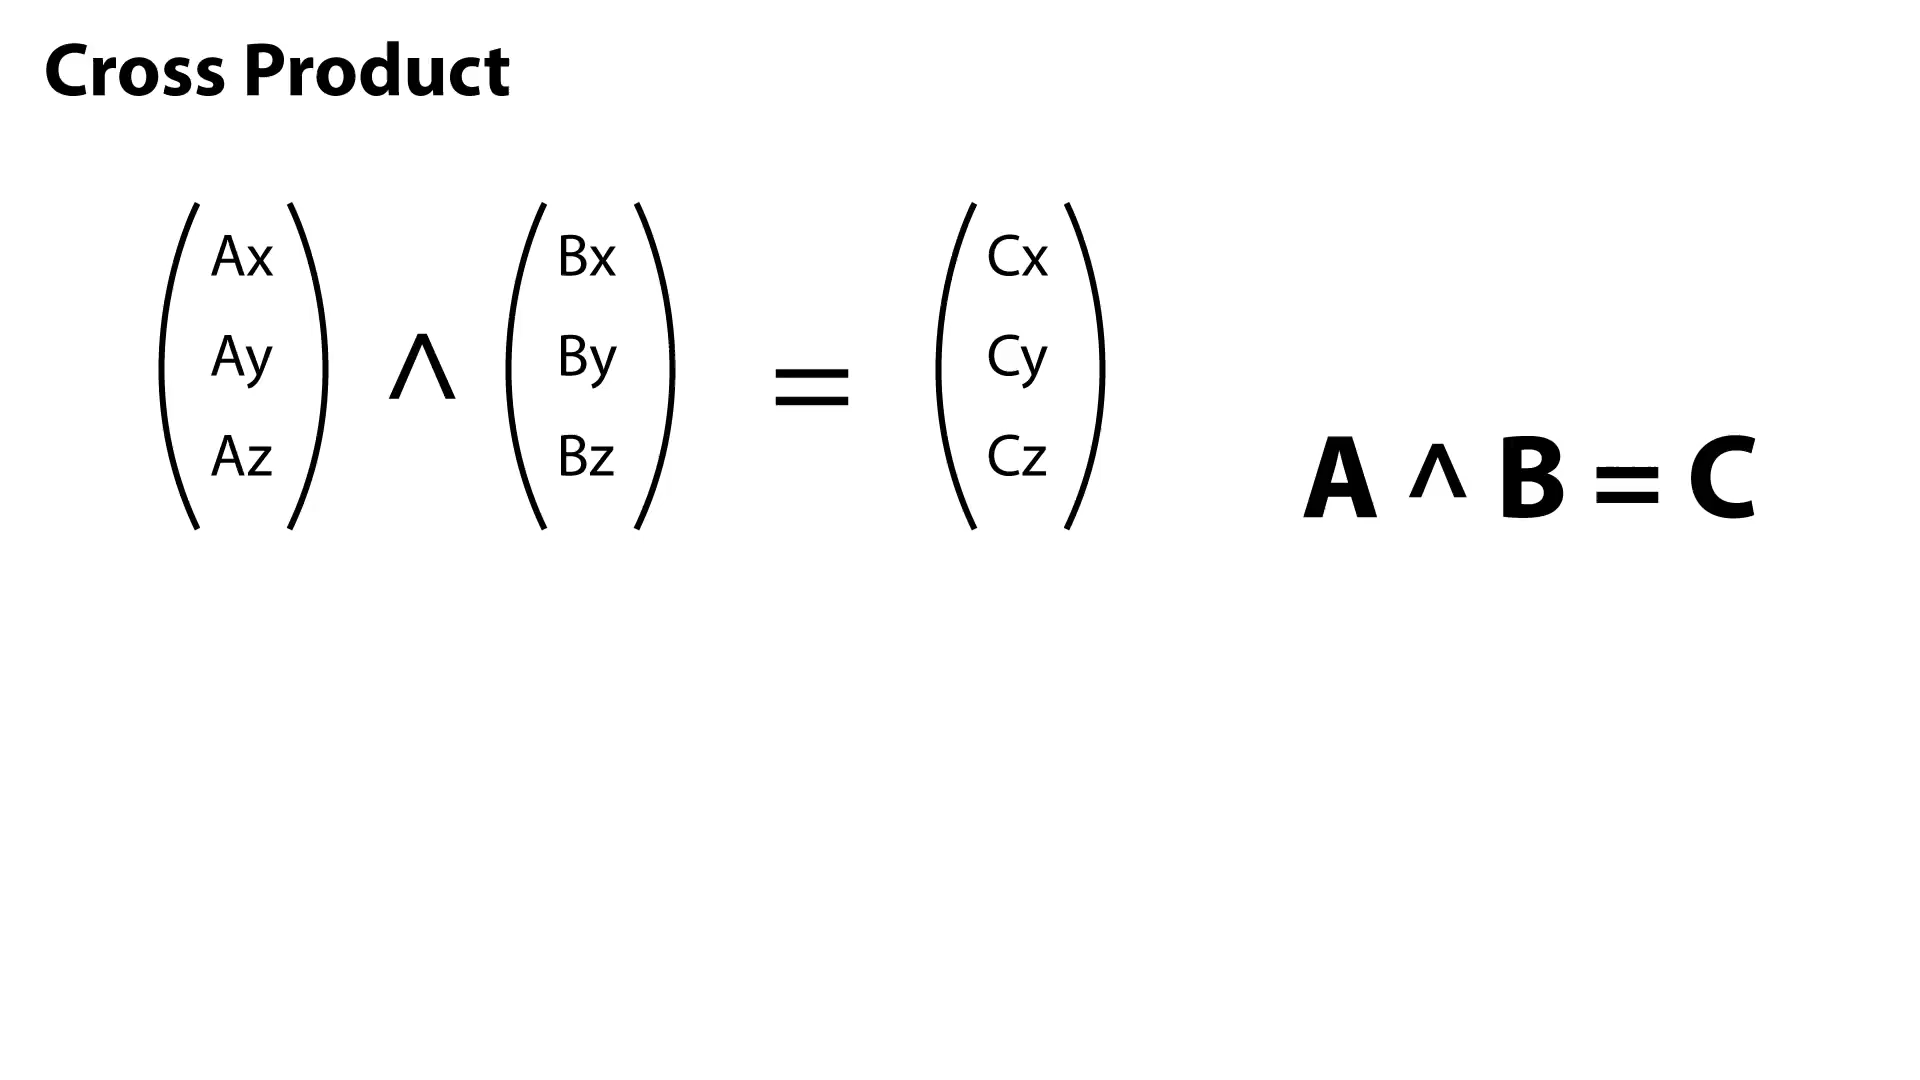 Cross Product
Ax Bx Cx
Ay ^ By = Cy
Az Bz Cz
A ^ B = C